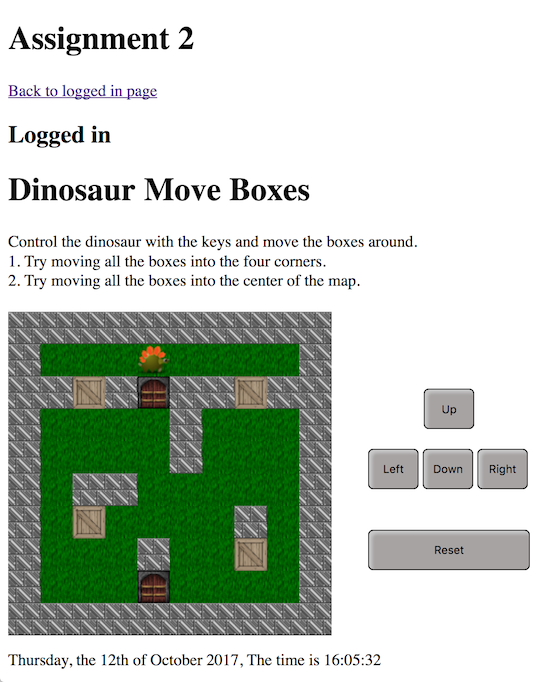 Assignment 2
Back to logged in page
Logged in
Dinosaur Move Boxes
Control the dinosaur with the keys and move the boxes around.
1. Try moving all the boxes into the four corners.
2. Try moving all the boxes into the center of the map.
Up
Left Down Right
Reset
Thursday, the 12th of October 2017, The time is 16:05:32